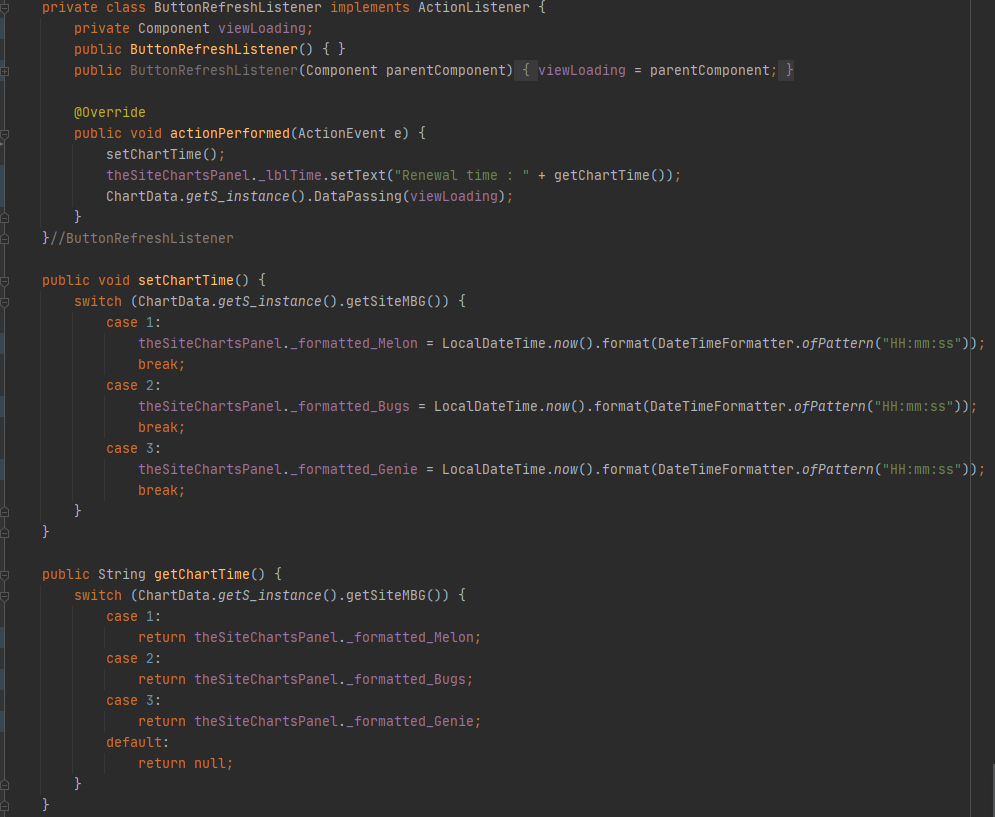 private class ButtonRefreshListener implements ActionListener {
    private Component viewLoading;
    public ButtonRefreshListener() { }
    public ButtonRefreshListener(Component parentComponent) { viewLoading = parentComponent; }

    @Override
    public void actionPerformed(ActionEvent e) {
        setChartTime();
        theSiteChartsPanel._lblTime.setText("Renewal time : " + getChartTime());
        ChartData.getS_instance().DataPassing(viewLoading);
    }
}//ButtonRefreshListener

public void setChartTime() {
    switch (ChartData.getS_instance().getSiteMBG()) {
        case 1:
            theSiteChartsPanel._formatted_Melon = LocalDateTime.now().format(DateTimeFormatter.ofPattern("HH:mm:ss"));
            break;
        case 2:
            theSiteChartsPanel._formatted_Bugs = LocalDateTime.now().format(DateTimeFormatter.ofPattern("HH:mm:ss"));
            break;
        case 3:
            theSiteChartsPanel._formatted_Genie = LocalDateTime.now().format(DateTimeFormatter.ofPattern("HH:mm:ss"));
            break;
    }
}

public String getChartTime() {
    switch (ChartData.getS_instance().getSiteMBG()) {
        case 1:
            return theSiteChartsPanel._formatted_Melon;
        case 2:
            return theSiteChartsPanel._formatted_Bugs;
        case 3:
            return theSiteChartsPanel._formatted_Genie;
        default:
            return null;
    }
}